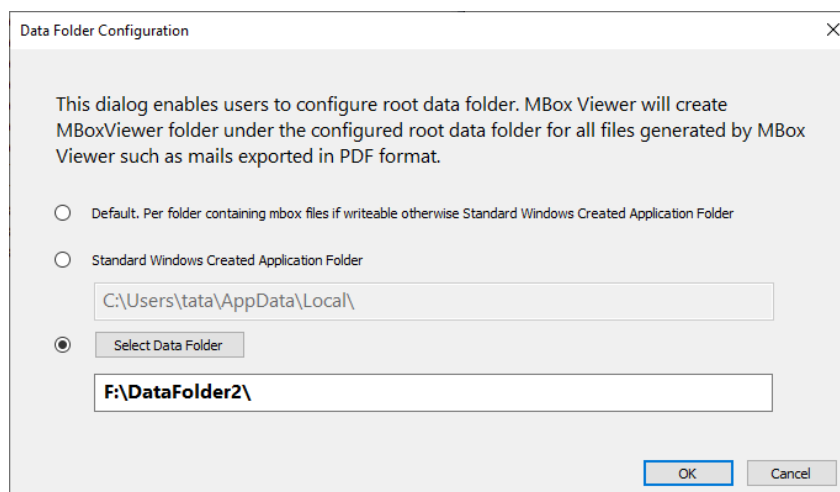 Data Folder Configuration
This dialog enables users to configure root data folder. MBox Viewer will create
MBoxViewer folder under the configured root data folder for all files generated by MBox
Viewer such as mails exported in PDF format.
Default. Per folder containing mbox files if writeable otherwise Standard Windows Created Application Folder
Standard Windows Created Application Folder
C:\Users\tata\AppData\Local\
Select Data Folder
F:\DataFolder2\
OK
Cancel